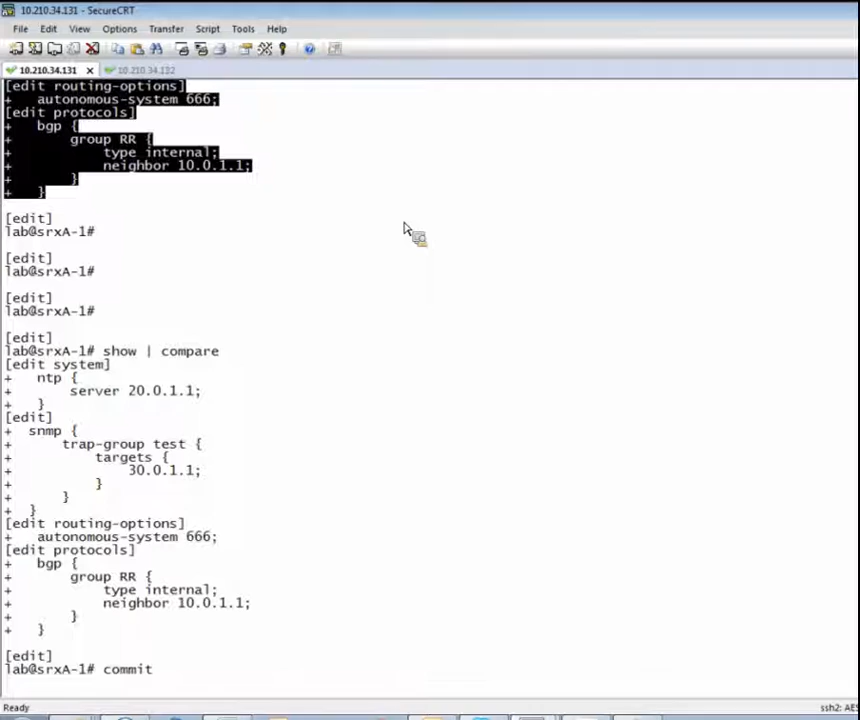 10.210.34.131 - SecureCRT
File Edit View Options Transfer Script Tools Help
10.210.34.131 x 10.210.34.132
[edit routing-options]
+ autonomous-system 666;
[edit protocols]
+ bgp {
+ group RR {
+ type internal;
+ neighbor 10.0.1.1;
+ }
+ }
[edit]
lab@srxA-1#
[edit]
lab@srxA-1#
[edit]
lab@srxA-1#
[edit]
lab@srxA-1# show | compare
[edit system]
+ ntp {
+ server 20.0.1.1;
+ }
[edit]
+ snmp {
+ trap-group test {
+ targets {
+ 30.0.1.1;
+ }
+ }
+ }
[edit routing-options]
+ autonomous-system 666;
[edit protocols]
+ bgp {
+ group RR {
+ type internal;
+ neighbor 10.0.1.1;
+ }
+ }
[edit]
lab@srxA-1# commit
Ready ssh2: AES